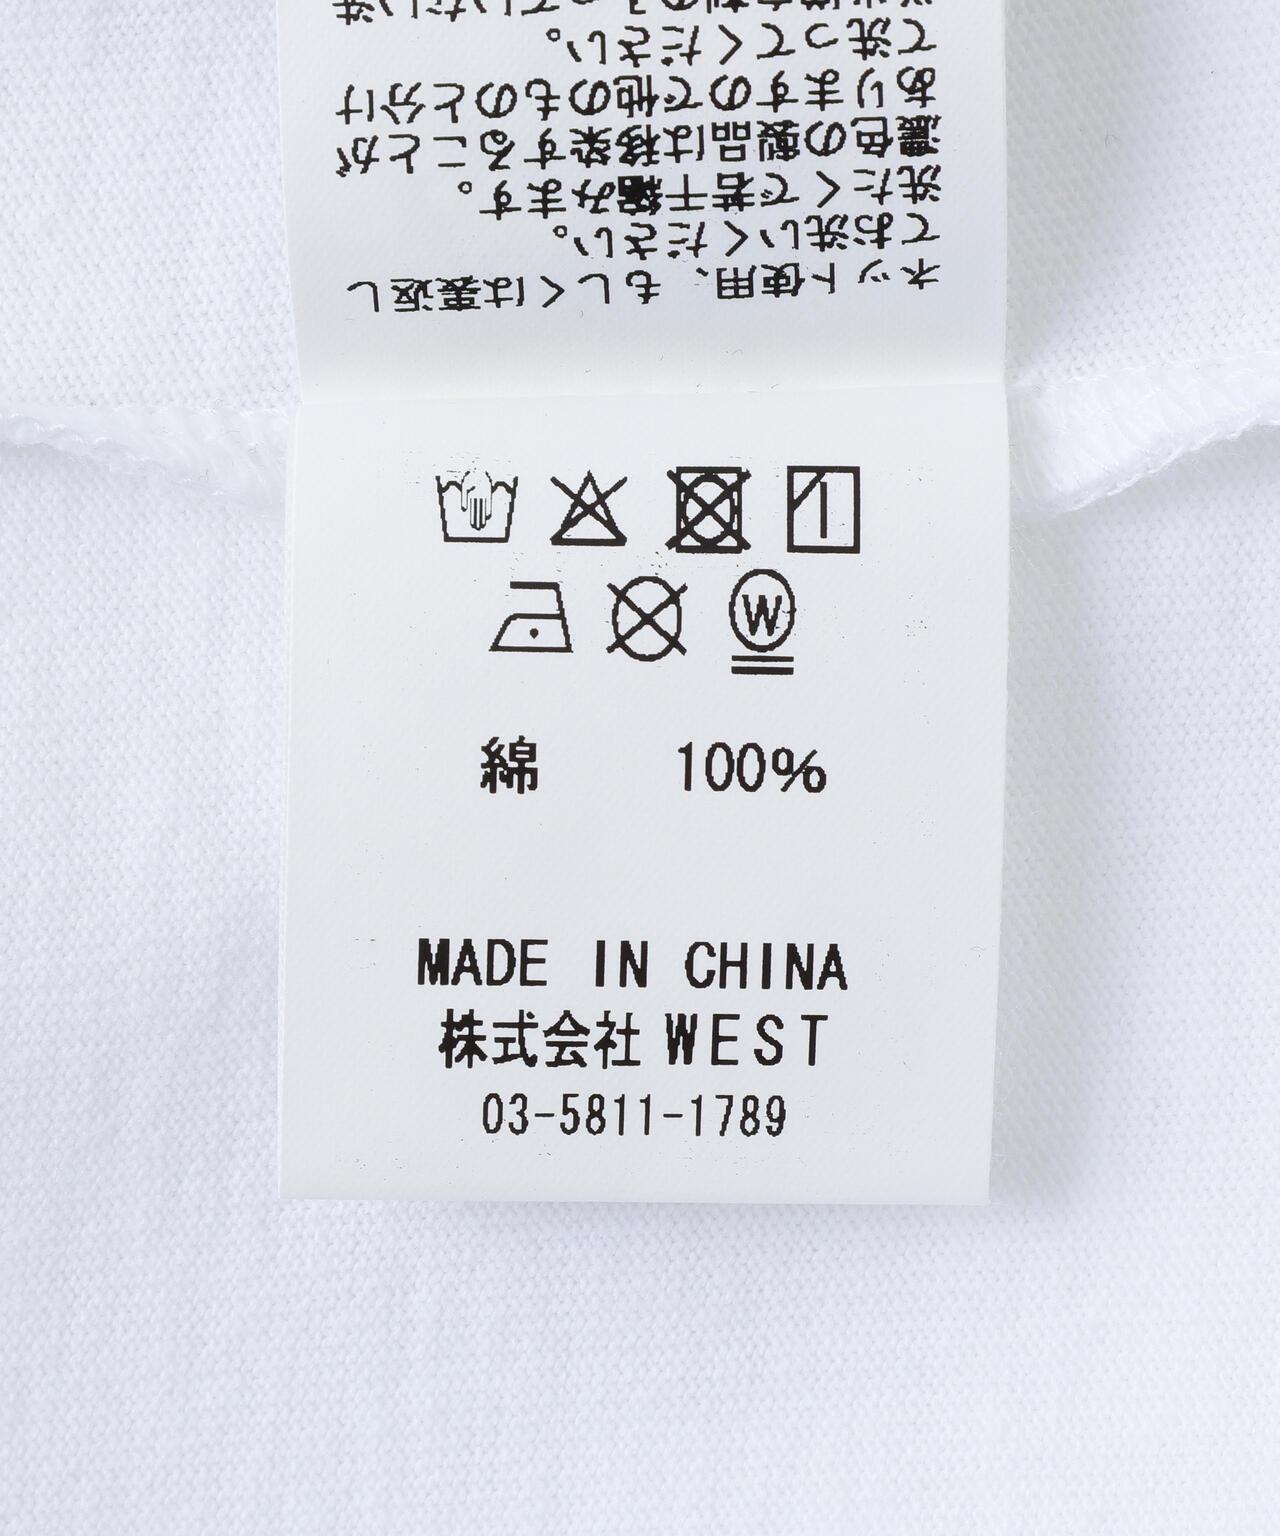 ネット使用、もしくは裏返し
てお洗いください。
洗たくで若干縮みます。
濃色の製品は移染することが
ありますので他のものと分け
て洗ってください。
W
綿 100%
MADE IN CHINA
株式会社 WEST
03-5811-1789